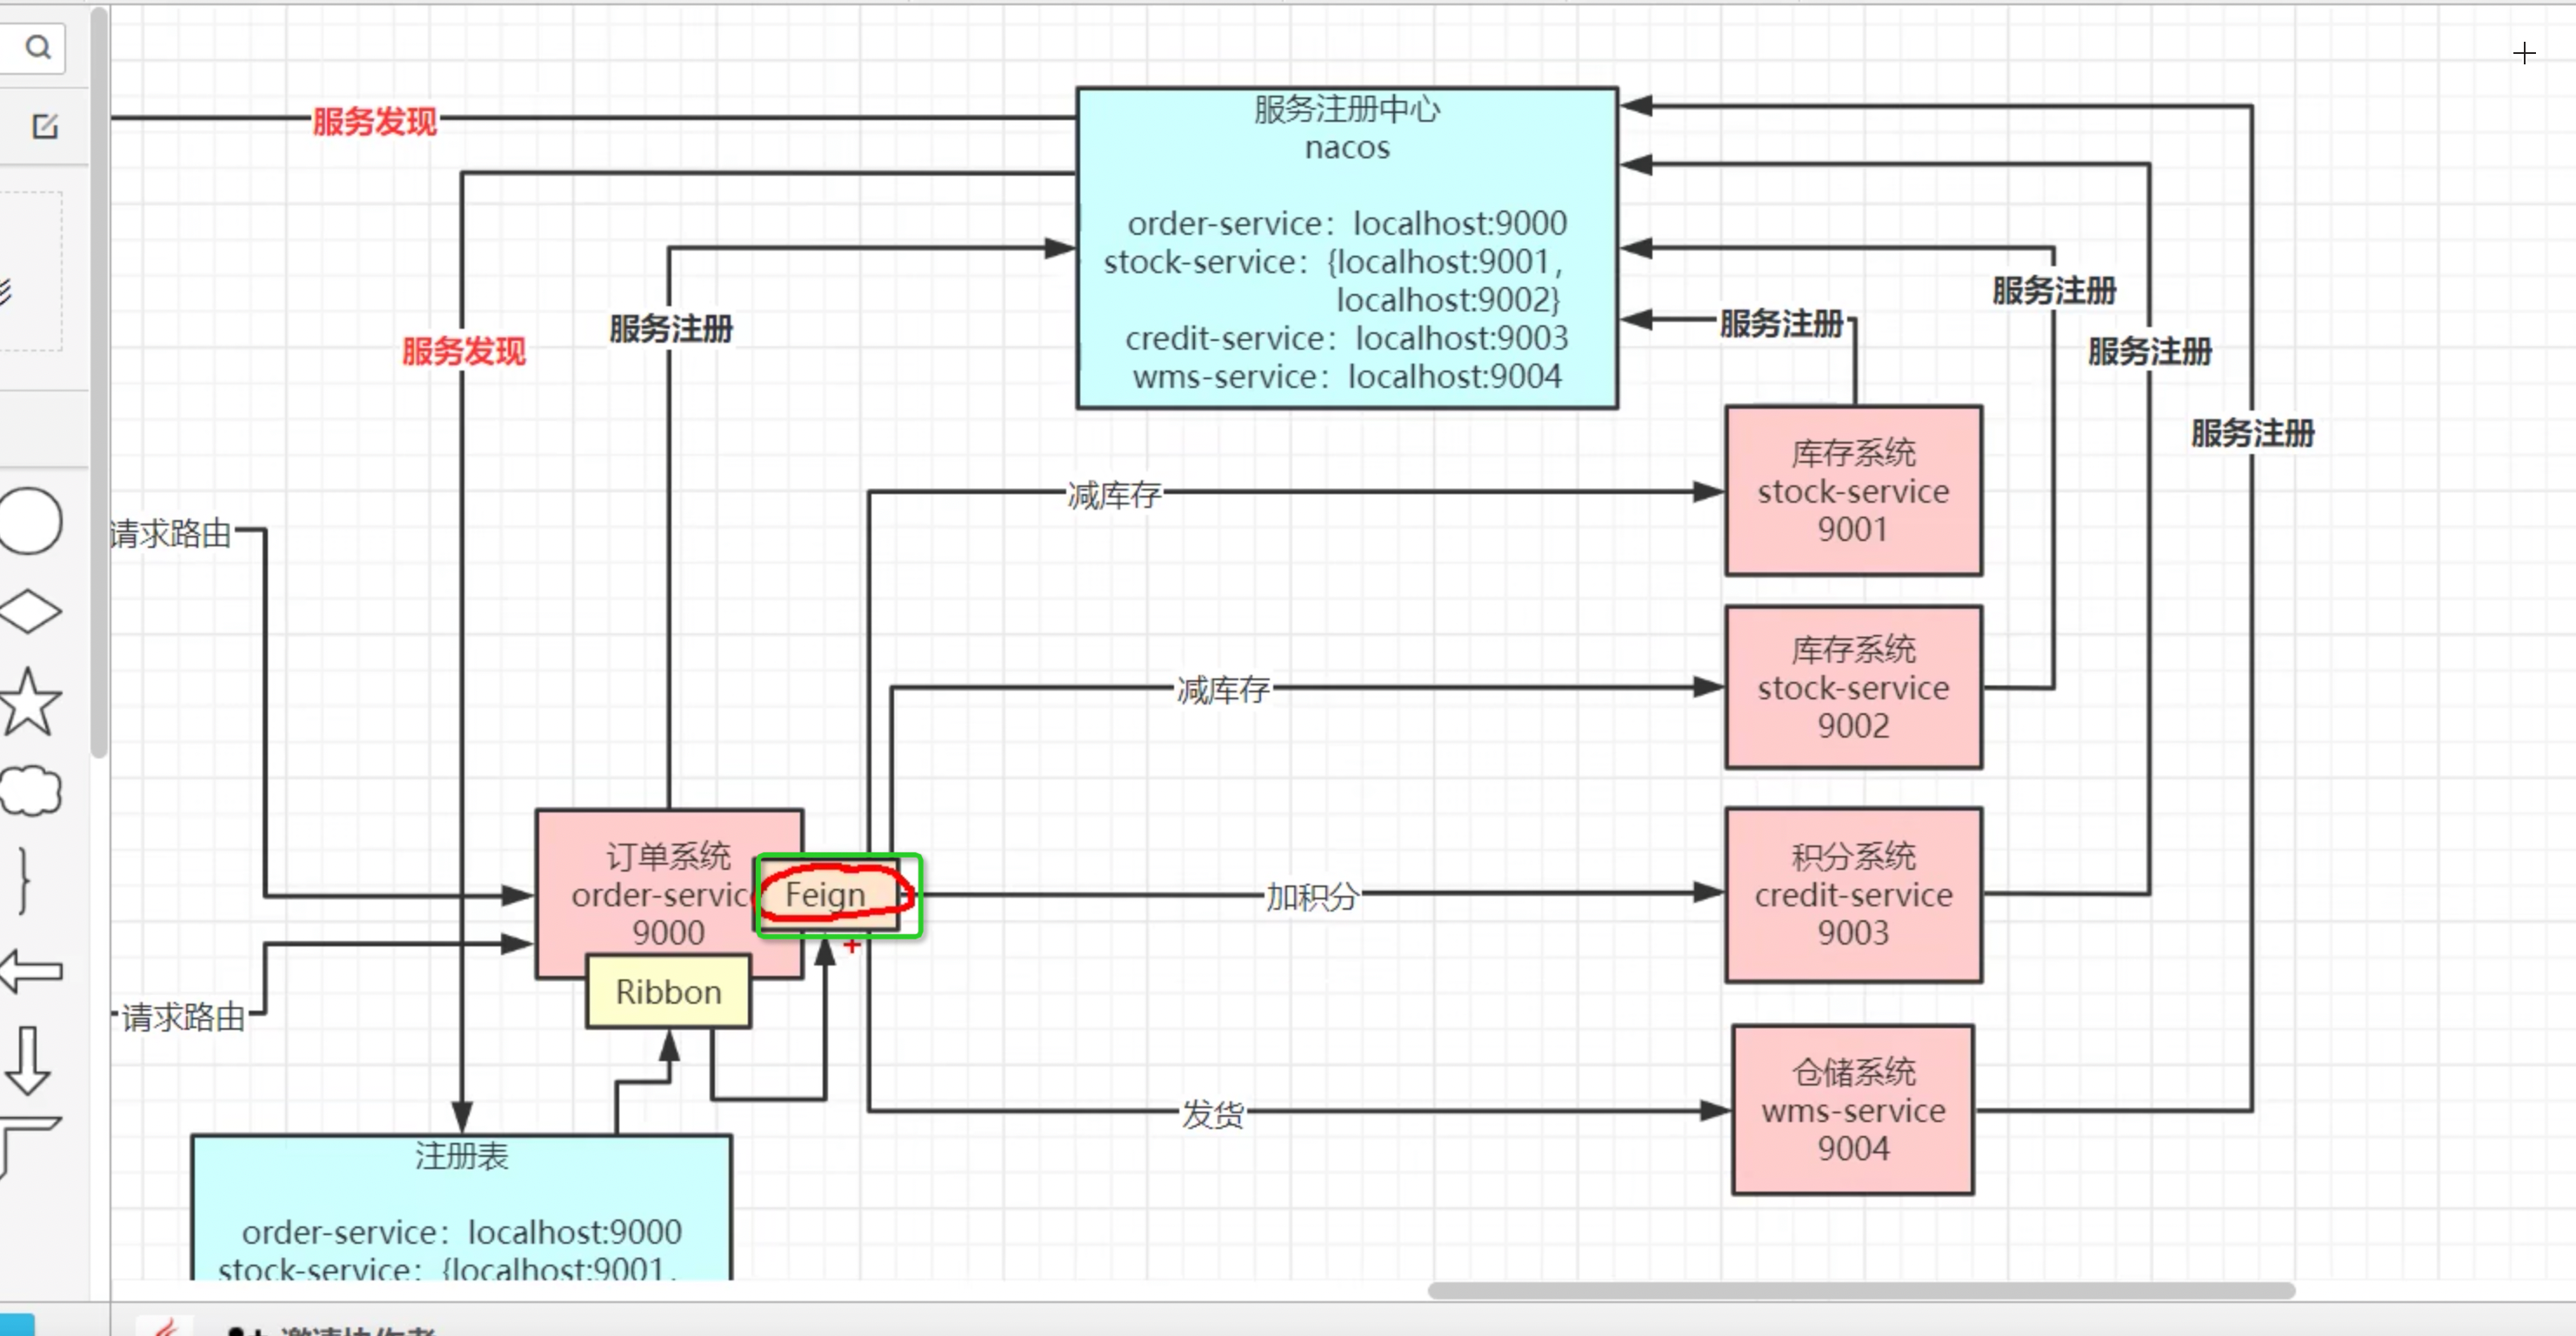 服务发现
服务注册中心
nacos
order-service：localhost:9000
stock-service：{localhost:9001,
localhost:9002}
credit-service：localhost:9003
wms-service：localhost:9004
服务发现
服务注册
服务注册
服务注册
服务注册
服务注册
请求路由
减库存
库存系统
stock-service
9001
减库存
库存系统
stock-service
9002
订单系统
order-servic
9000
Feign
加积分
积分系统
credit-service
9003
Ribbon
请求路由
发货
仓储系统
wms-service
9004
注册表
order-service：localhost:9000
stock-service：{localhost:9001,
邀请协作者